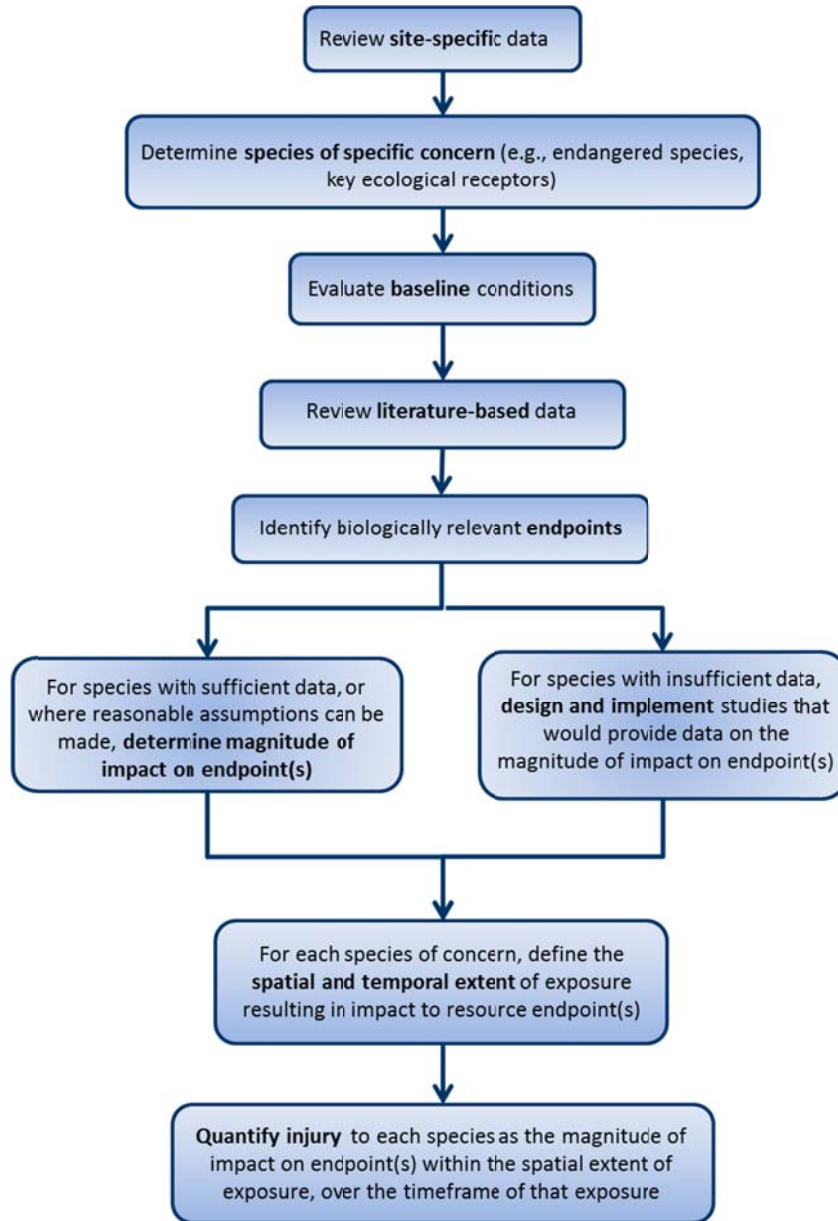 Review site-specific data
Determine species of specific concern (e.g., endangered species,
key ecological receptors)
Evaluate baseline conditions
Review literature-based data
Identify biologically relevant endpoints
For species with sufficient data, or
where reasonable assumptions can be
made, determine magnitude of
impact on endpoint(s)
For species with insufficient data,
design and implement studies that
would provide data on the
magnitude of impact on endpoint(s)
For each species of concern, define the
spatial and temporal extent of exposure
resulting in impact to resource endpoint(s)
Quantify injury to each species as the magnitude of
impact on endpoint(s) within the spatial extent of
exposure, over the timeframe of that exposure